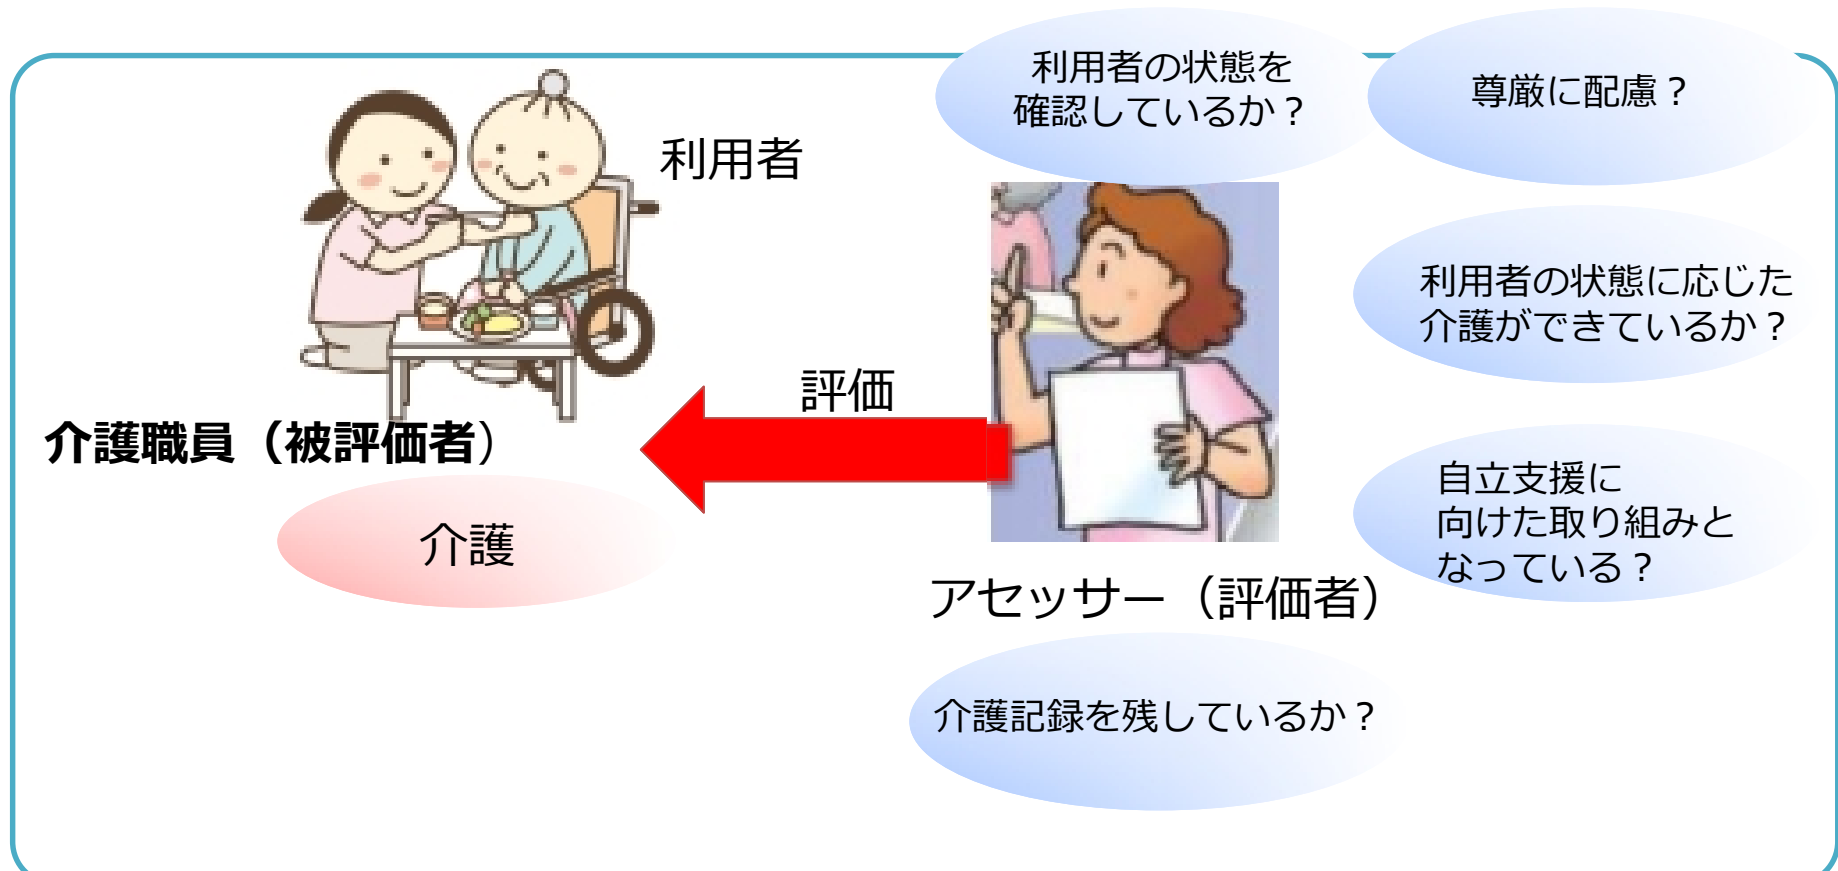 利用者の状態を
確認しているか？
尊厳に配慮？
利用者
利用者の状態に応じた
介護ができているか？
評価
介護職員（被評価者）
自立支援に
向けた取り組みと
なっている？
介護
アセッサー（評価者）
介護記録を残しているか？